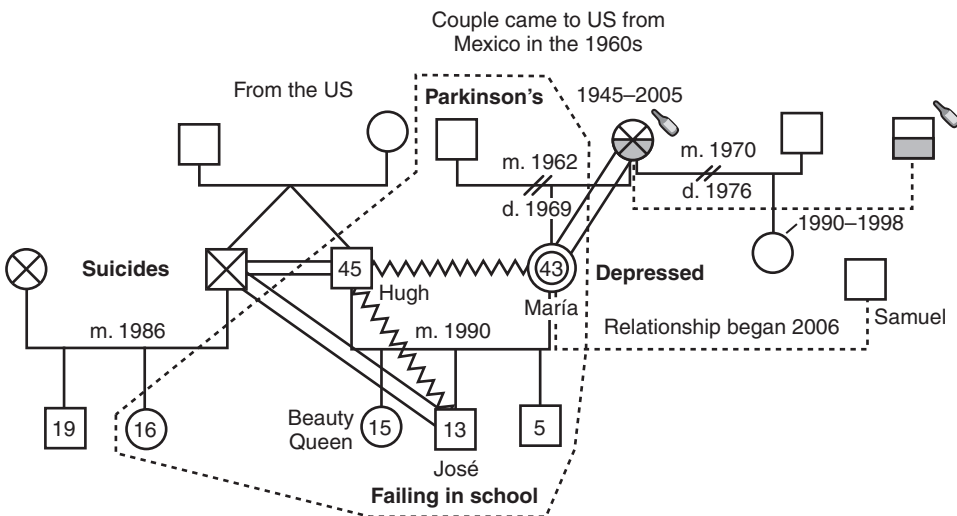 Couple came to US from
Mexico in the 1960s
From the US
Parkinson's
1945–2005
m. 1962
m. 1970
d. 1969
d. 1976
1990–1998
Suicides
45
43
Depressed
Hugh
María
Samuel
m. 1986
m. 1990
Relationship began 2006
19
16
Beauty
Queen
15
13
5
José
Failing in school